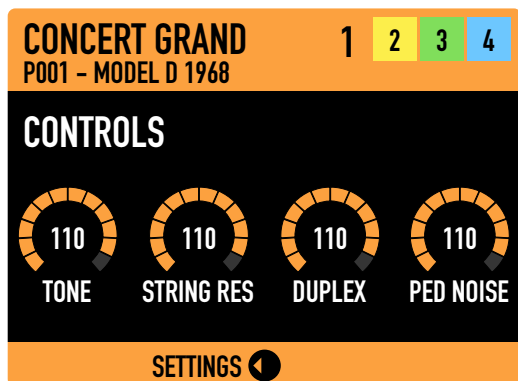 CONCERT GRAND 1 2 3 4
P001 - MODEL D 1968
CONTROLS
110 110 110 110
TONE STRING RES DUPLEX PED NOISE
SETTINGS